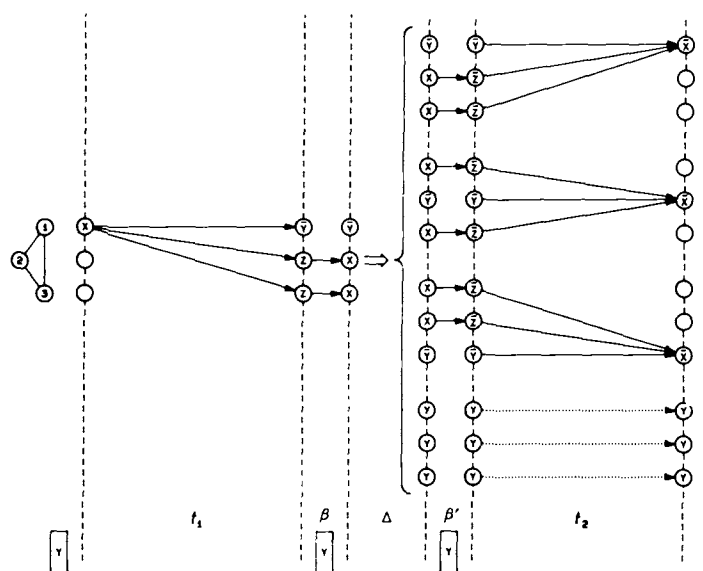 Ȳ Ȳ X̄
X Z̄
X Z̄
X Z̄
1 X Ȳ Ȳ Ȳ Ȳ X̄
2 Z X ⇒ X Z̄
3 Z X
X Z̄
X Z̄
Ȳ Ȳ X̄
Y Y Y
Y Y Y
Y Y Y
t₁ β Δ β′ t₂
Y Y Y